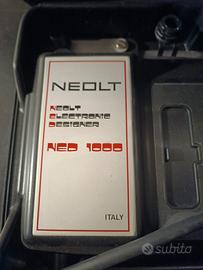 NEOLT
NEOLT
ELECTRONIC
DESIGNER
NED 1000
ITALY
subito